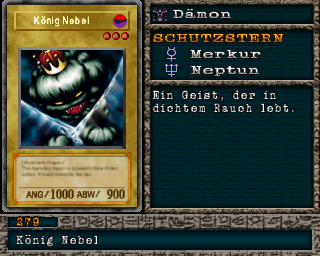 König Nebel
Dämon
SCHUTZSTERN
Merkur
Neptun
Ein Geist, der in
dichtem Rauch lebt.
ANG/ 1000 ABW/ 900
279
König Nebel